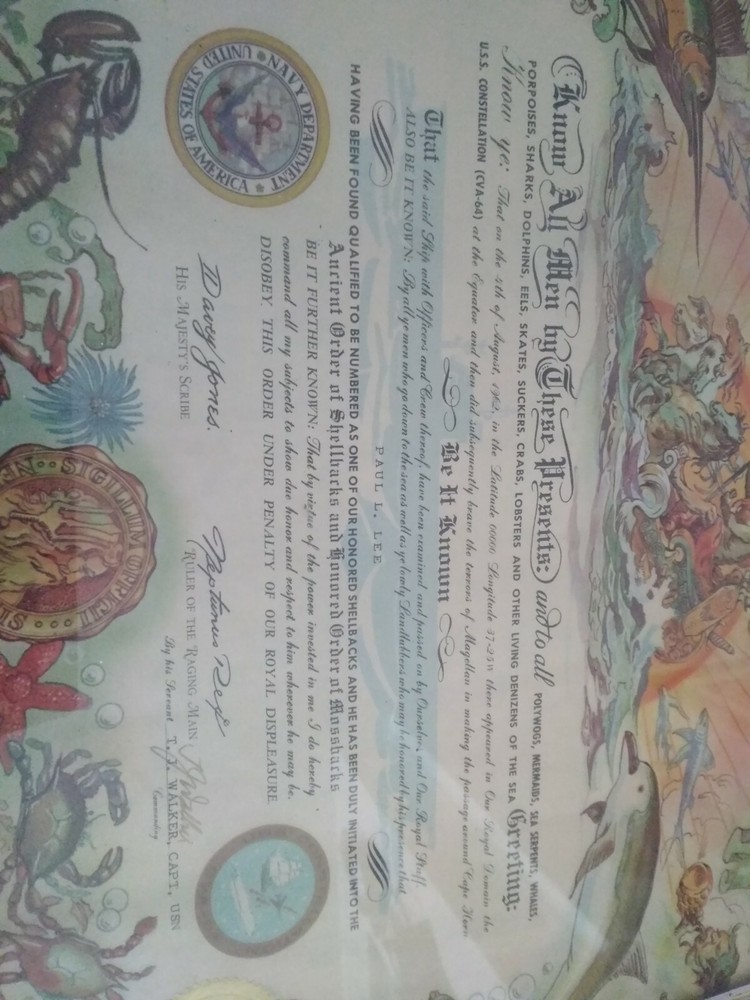 Know All Men by These Presents: and to all POLYWOGS, MERMAIDS, SEA SERPENTS, WHALES,
PORPOISES, SHARKS, DOLPHINS, EELS, SKATES, SUCKERS, CRABS, LOBSTERS AND OTHER LIVING DENIZENS OF THE SEA Greeting:
Know ye: That on the 4th of August, 1962, in the Latitude 00000 Longitude 37-25W there appeared in Our Royal Domain the
U.S.S. CONSTELLATION (CVA-64) at the Equator and then did subsequently brave the terrors of Magellan in making the passage around Cape Horn
Be It Known
That the said Ship with Officers and Crew thereof, have been examined and passed on by Ourselves, and Our Royal Staff.
ALSO BE IT KNOWN: By all ye men who go down to the sea as well as ye lowly Landlubbers who may be honored by his presence that
PAUL L. LEE
HAVING BEEN FOUND QUALIFIED TO BE NUMBERED AS ONE OF OUR HONORED SHELLBACKS AND HE HAS BEEN DULY INITIATED INTO THE
Ancient Order of Shellbacks and Honored Order of Mossbacks
BE IT FURTHER KNOWN: That by virtue of the power invested in me I do hereby
command all my subjects to show due honor and respect to him wherever he may be.
DISOBEY THIS ORDER UNDER PENALTY OF OUR ROYAL DISPLEASURE
NAVY DEPARTMENT
UNITED STATES OF AMERICA
Davey Jones.
HIS MAJESTY'S SCRIBE
Neptunus Rex
RULER OF THE RAGING MAIN
By his Servant T. J. WALKER, CAPT, USN
Commanding
SIGILLUM